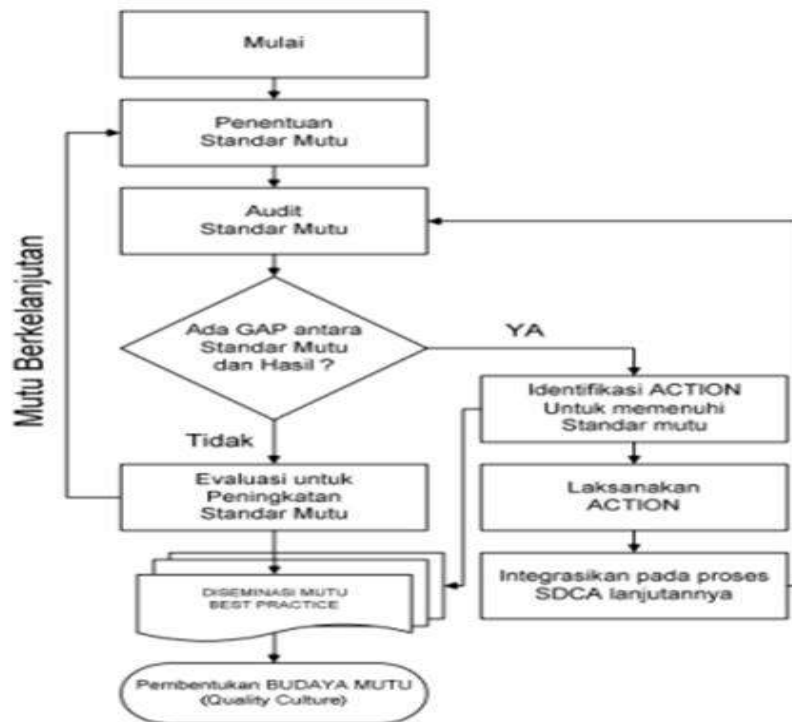 Mulai
Penentuan
Standar Mutu
Audit
Standar Mutu
Mutu Berkelanjutan
Ada GAP antara
Standar Mutu
dan Hasil ?
YA
Identifikasi ACTION
Untuk memenuhi
Standar mutu
Tidak
Evaluasi untuk
Peningkatan
Standar Mutu
Laksanakan
ACTION
DISEMINASI MUTU
BEST PRACTICE
Integrasikan pada proses
SDCA lanjutannya
Pembentukan BUDAYA MUTU
(Quality Culture)